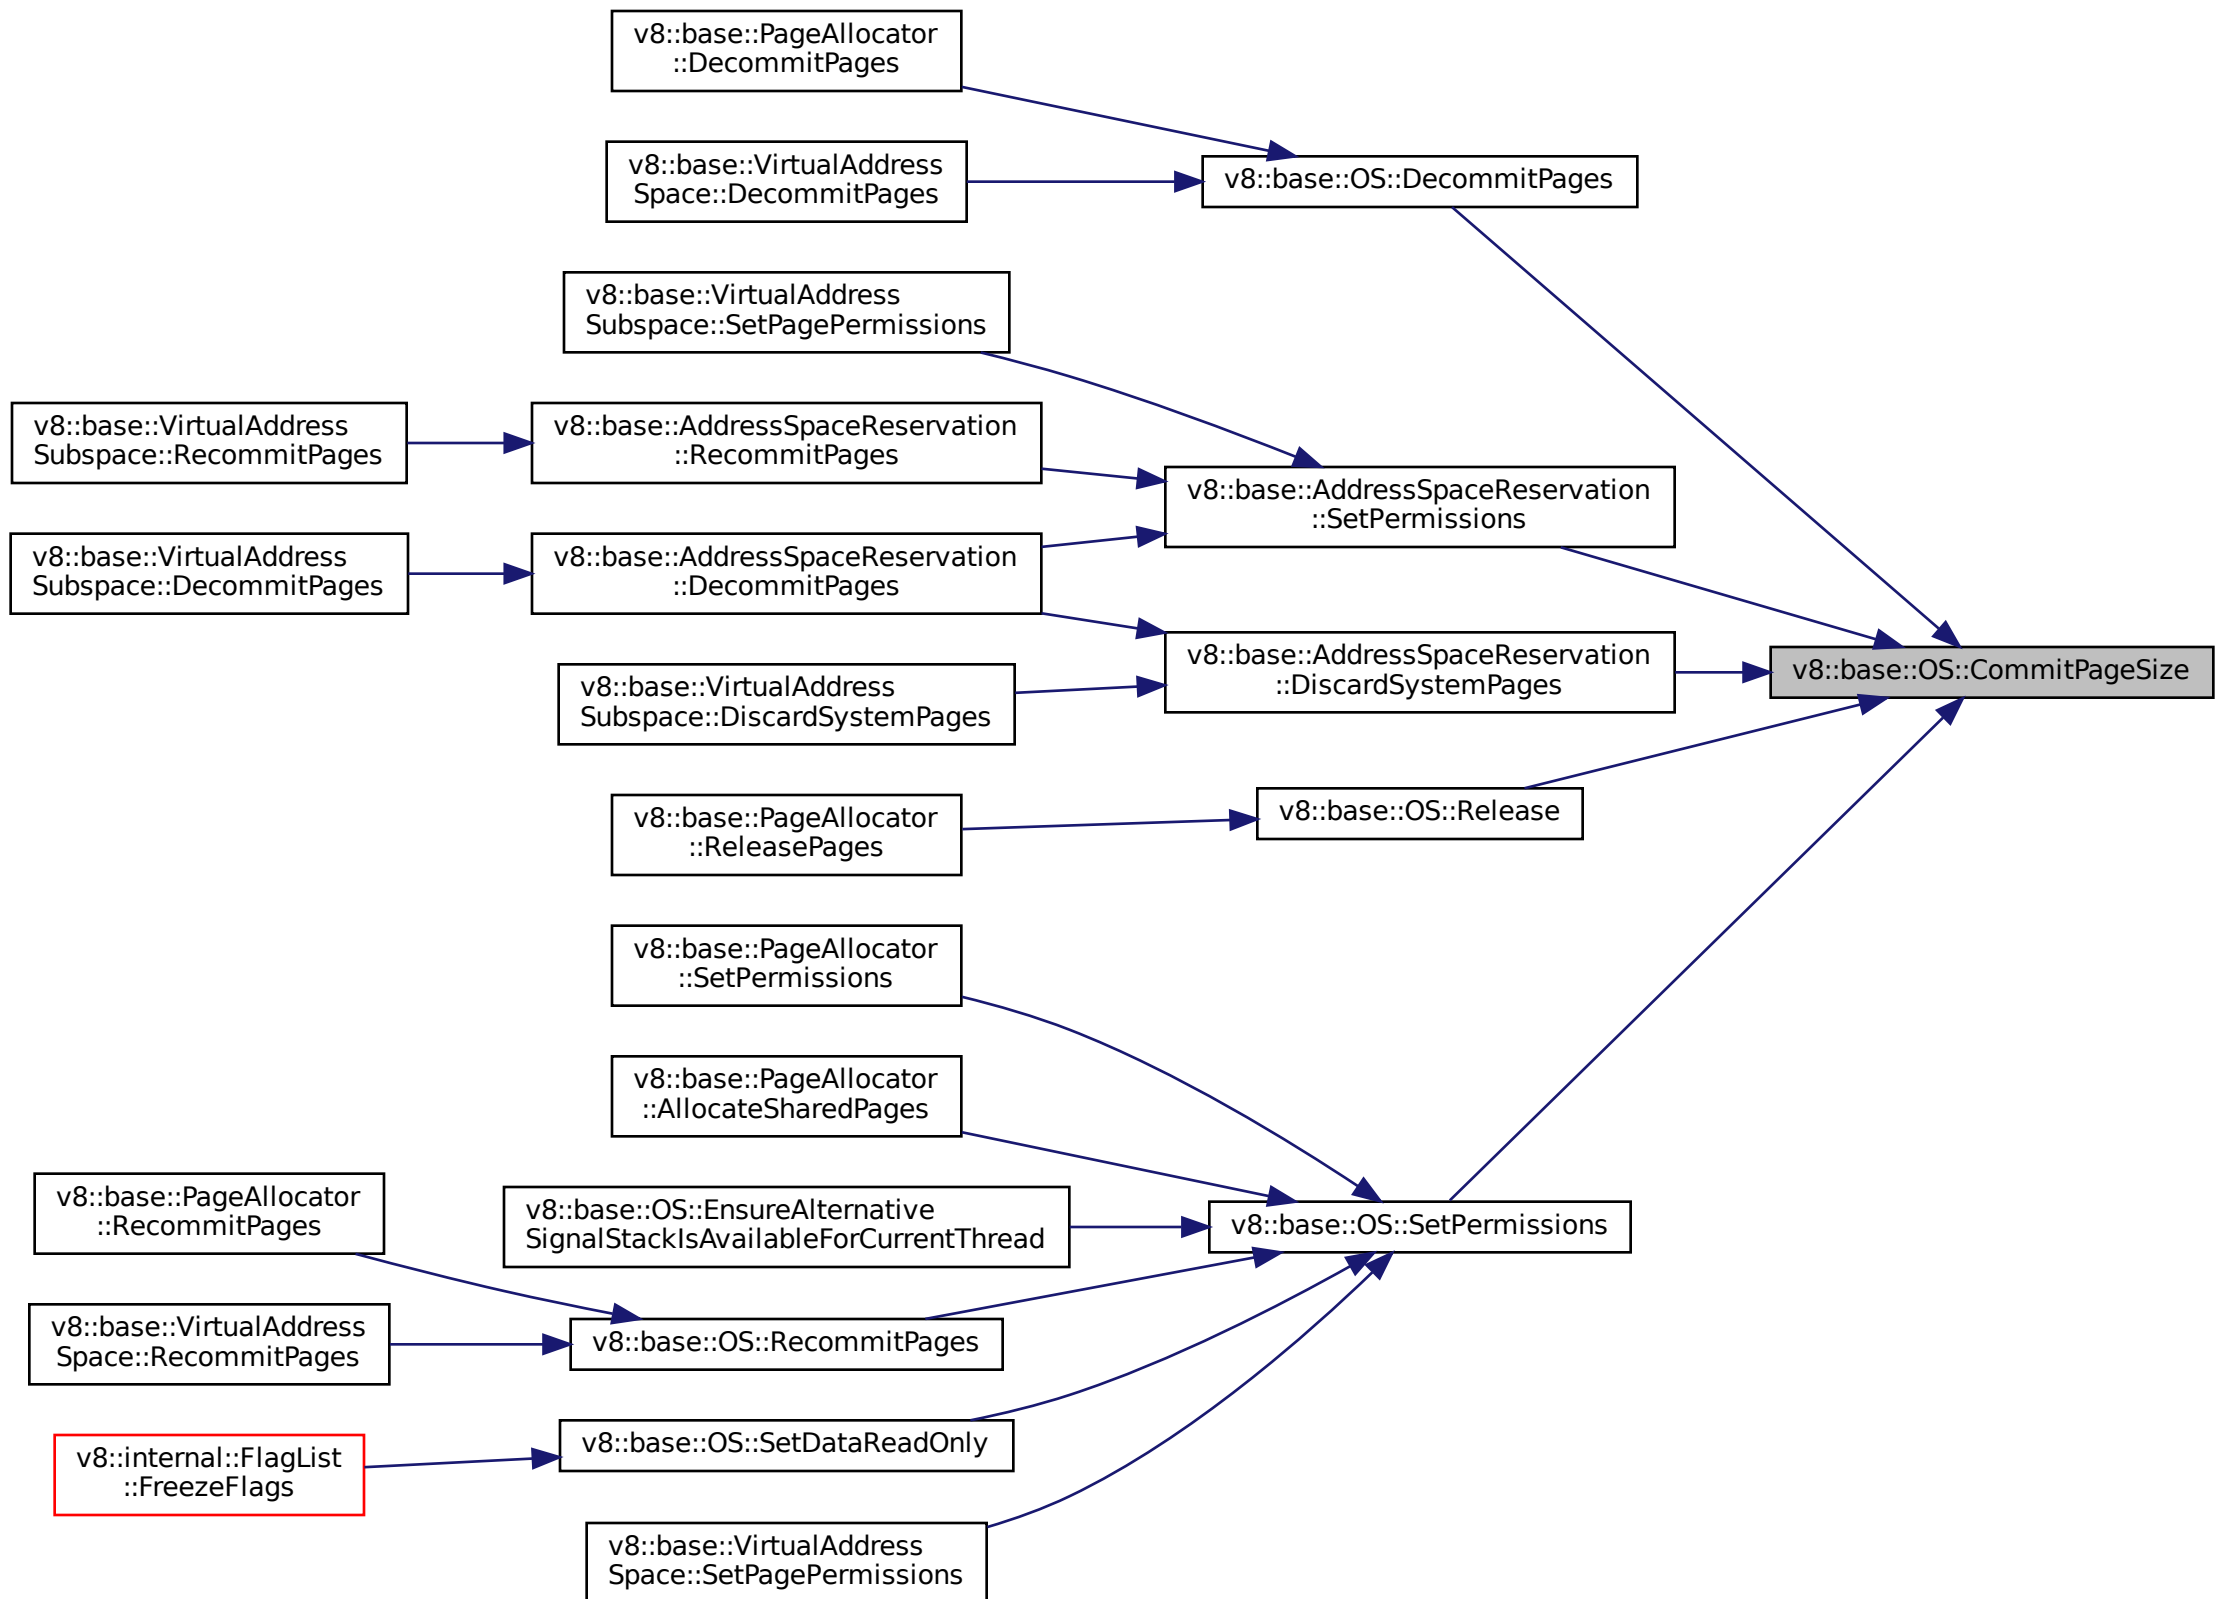 v8::base::PageAllocator
::DecommitPages
v8::base::VirtualAddress
Space::DecommitPages
v8::base::OS::DecommitPages
v8::base::VirtualAddress
Subspace::SetPagePermissions
v8::base::VirtualAddress
Subspace::RecommitPages
v8::base::AddressSpaceReservation
::RecommitPages
v8::base::AddressSpaceReservation
::SetPermissions
v8::base::VirtualAddress
Subspace::DecommitPages
v8::base::AddressSpaceReservation
::DecommitPages
v8::base::AddressSpaceReservation
::DiscardSystemPages
v8::base::OS::CommitPageSize
v8::base::VirtualAddress
Subspace::DiscardSystemPages
v8::base::PageAllocator
::ReleasePages
v8::base::OS::Release
v8::base::PageAllocator
::SetPermissions
v8::base::PageAllocator
::AllocateSharedPages
v8::base::PageAllocator
::RecommitPages
v8::base::OS::EnsureAlternative
SignalStackIsAvailableForCurrentThread
v8::base::OS::SetPermissions
v8::base::VirtualAddress
Space::RecommitPages
v8::base::OS::RecommitPages
v8::internal::FlagList
::FreezeFlags
v8::base::OS::SetDataReadOnly
v8::base::VirtualAddress
Space::SetPagePermissions